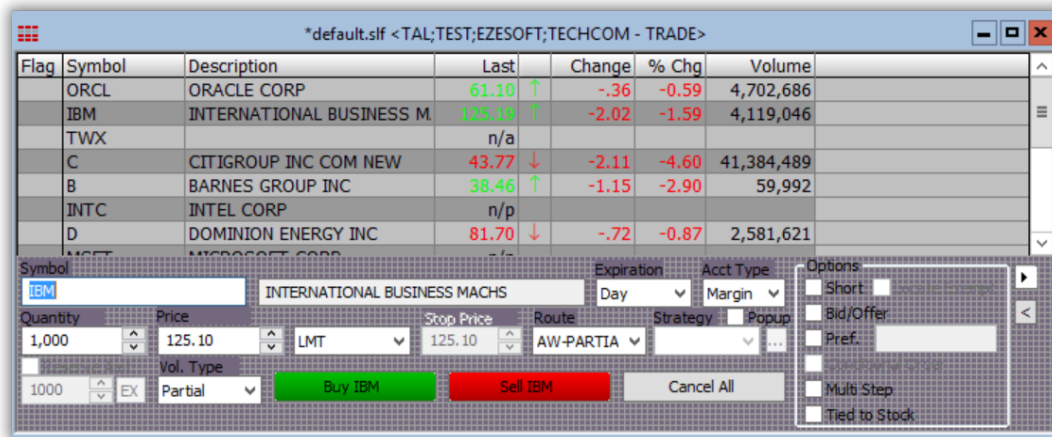 *default.slf <TAL;TEST;EZESOFT;TECHCOM - TRADE>
Flag Symbol Description Last Change % Chg Volume
ORCL ORACLE CORP 61.10 ↑ -.36 -0.59 4,702,686
IBM INTERNATIONAL BUSINESS M. 125.19 ↑ -2.02 -1.59 4,119,046
TWX n/a
C CITIGROUP INC COM NEW 43.77 ↓ -2.11 -4.60 41,384,489
B BARNES GROUP INC 38.46 ↑ -1.15 -2.90 59,992
INTC INTEL CORP n/p
D DOMINION ENERGY INC 81.70 ↓ -.72 -0.87 2,581,621
MSFT MICROSOFT CORP n/p
Symbol Expiration Acct Type Options
IBM INTERNATIONAL BUSINESS MACHS Day Margin Short
Bid/Offer
Quantity Price Stop Price Route Strategy Popup
1,000 125.10 LMT 125.10 AW-PARTIA ... Pref.
Vol. Type
1000 EX Partial Buy IBM Sell IBM Cancel All Multi Step
Tied to Stock